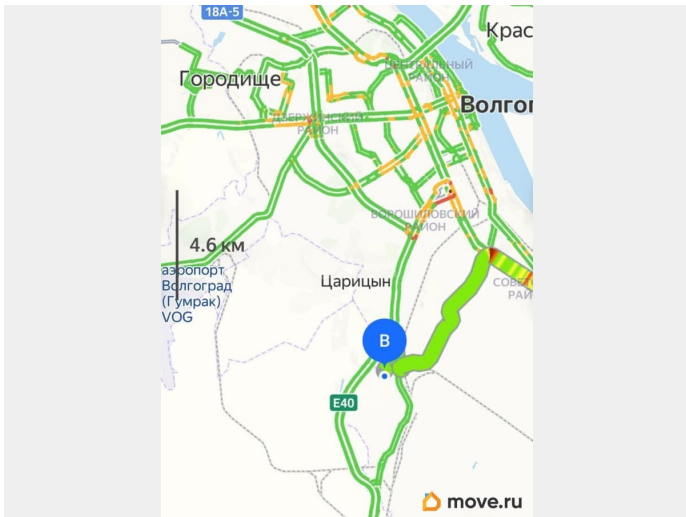 18А-5
Крас
Городище
ЦЕНТРАЛЬНЫЙ
РАЙОН
Волгог
ДЗЕРЖИНСКИЙ
РАЙОН
ВОРОШИЛОВСКИЙ
РАЙОН
4.6 км
аэропорт
Волгоград
(Гумрак)
VOG
Царицын
СОВЕТ
РАЙ
В
E40
move.ru